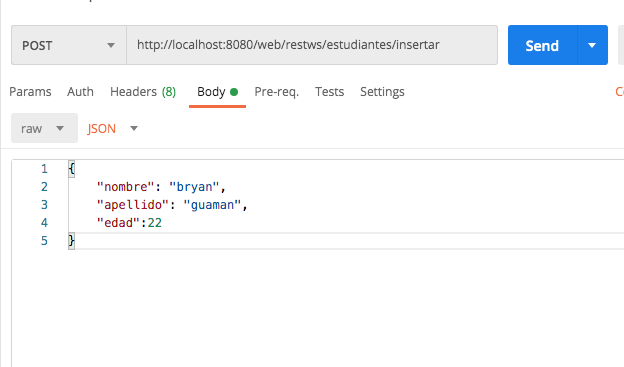 POST http://localhost:8080/web/restws/estudiantes/insertar Send
Params Auth Headers (8) Body Pre-req. Tests Settings
raw JSON
1 {
2 "nombre": "bryan",
3 "apellido": "guaman",
4 "edad":22
5 }